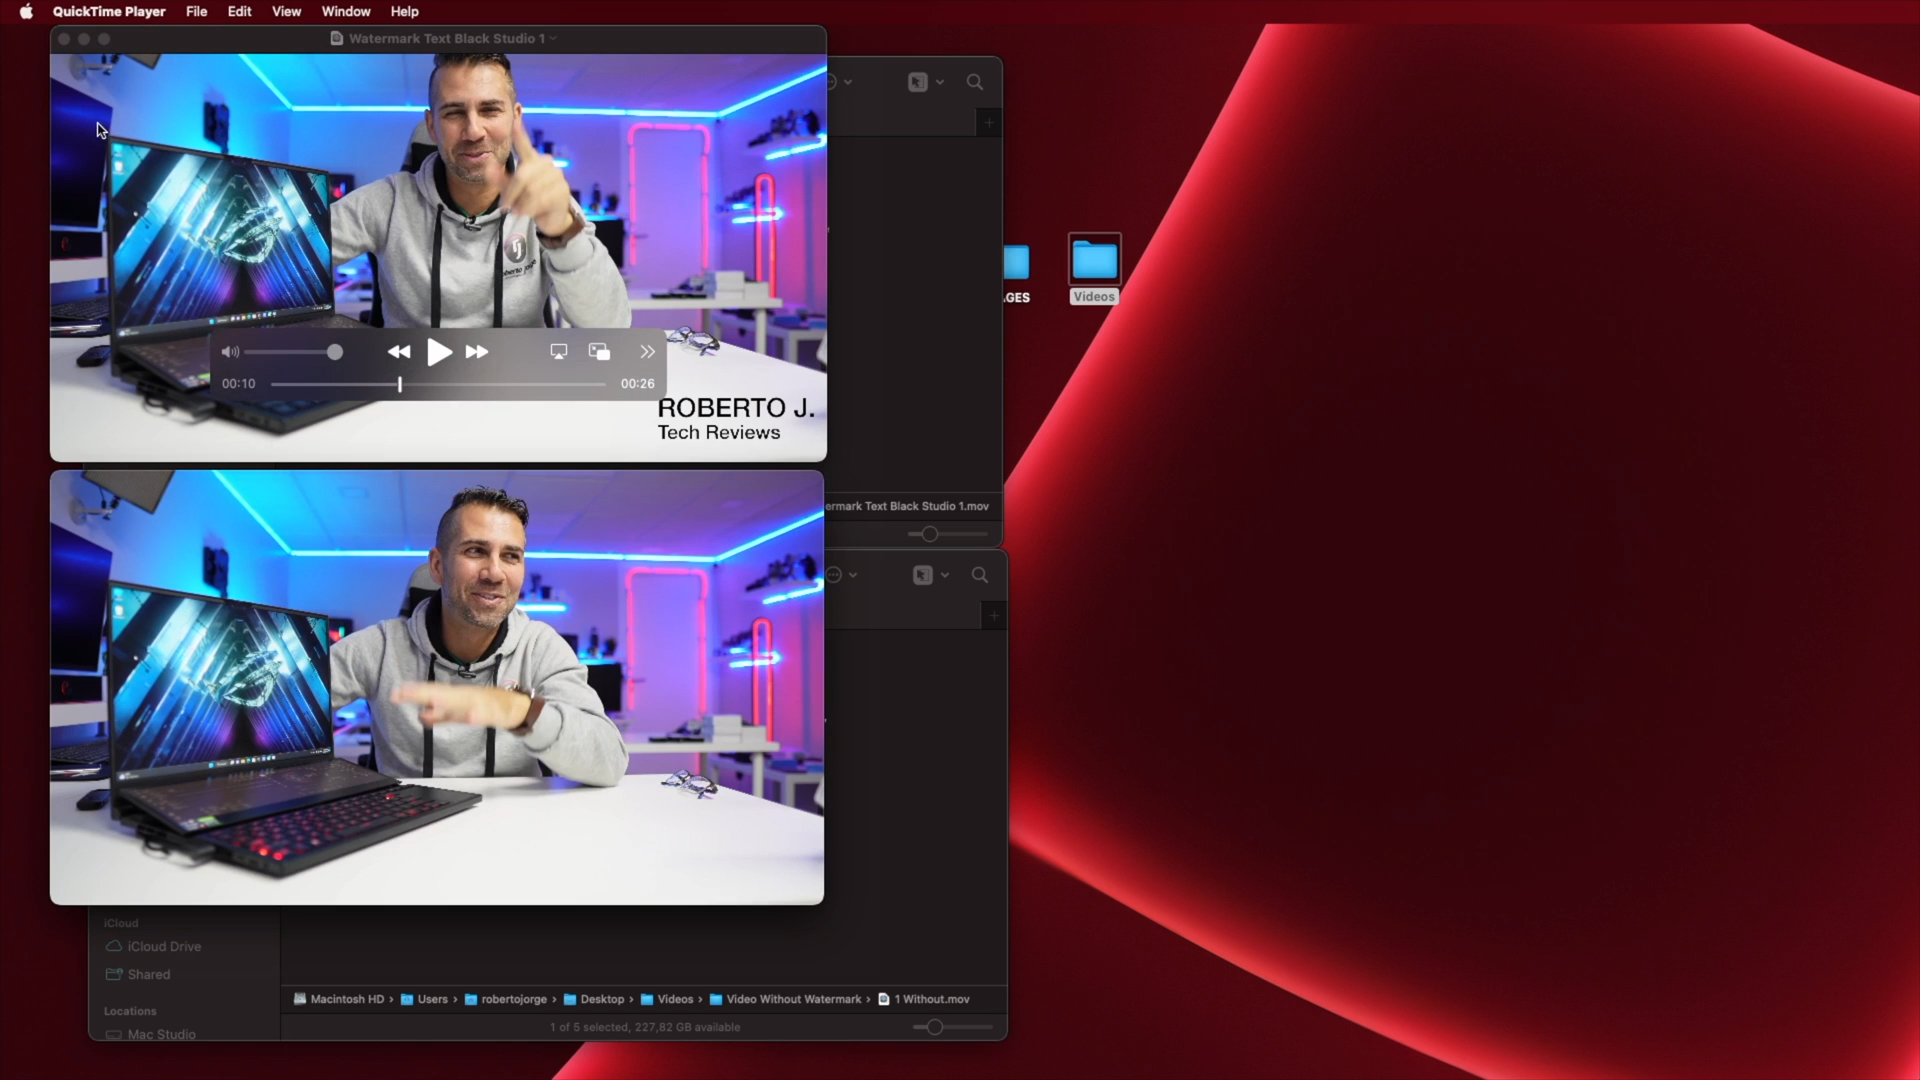 QuickTime Player File Edit View Window Help
Watermark Text Black Studio 1
00:10
00:26
ROBERTO J.
Tech Reviews
GES
Videos
ermark Text Black Studio 1.mov
iCloud
iCloud Drive
Shared
Locations
Mac Studio
Macintosh HD › Users › robertojorge › Desktop › Videos › Video Without Watermark › 1 Without.mov
1 of 5 selected, 227,82 GB available